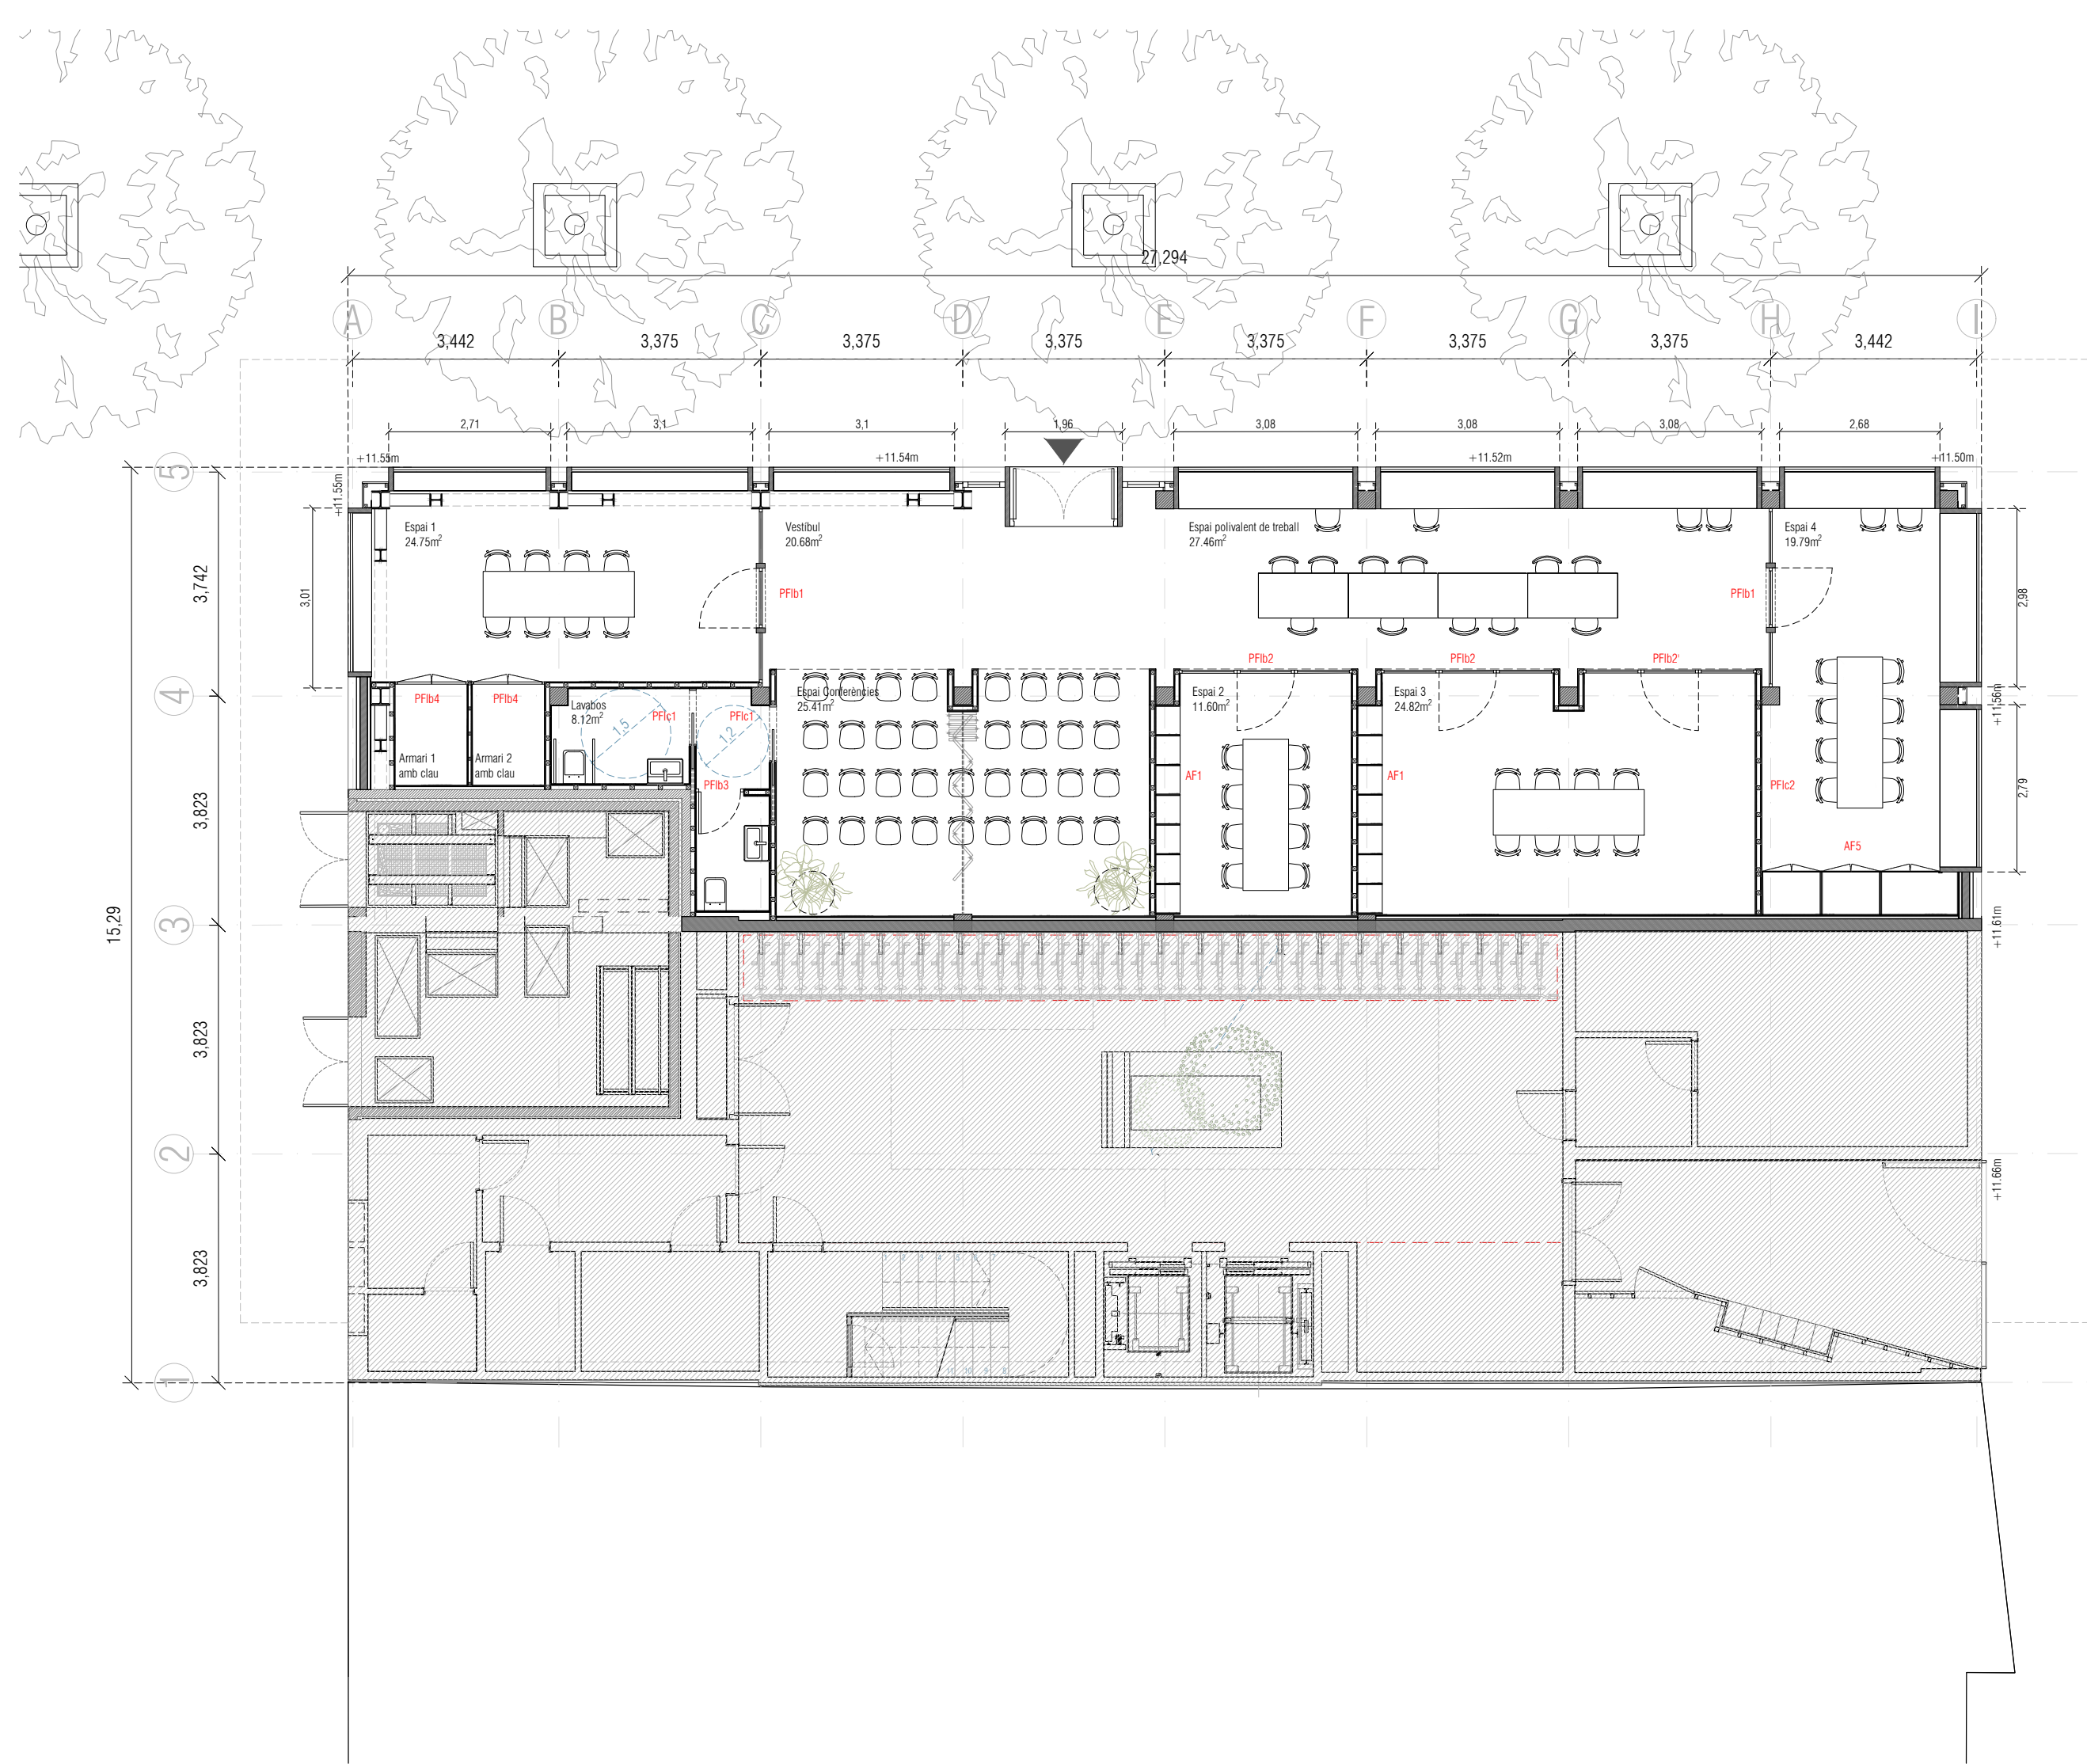 27,294
A
B
C
D
E
F
G
H
I
3,442
3,375
3,375
3,375
3,375
3,375
3,375
3,442
2,71
3,1
3,1
1,96
3,08
3,08
3,08
2,68
+11.55m
+11.54m
+11.52m
+11.50m
5
+11.55m
Espai 1
24.75m²
Vestíbul
20.68m²
Espai polivalent de treball
27.46m²
Espai 4
19.79m²
3,742
3,01
PFIb1
PFIb1
2,98
PFIb2
PFIb2
PFIb2'
4
PFIb4
PFIb4
Lavabos
8.12m²
PFIc1
PFIc1
1,5
1,2
Espai Conferències
25.41m²
Espai 2
11.60m²
Espai 3
24.82m²
+11.56m
Armari 1
amb clau
Armari 2
amb clau
PFIb3
AF1
AF1
PFIc2
2,79
3,823
AF5
15,29
3
+11.61m
3,823
2
+11.66m
3,823
1